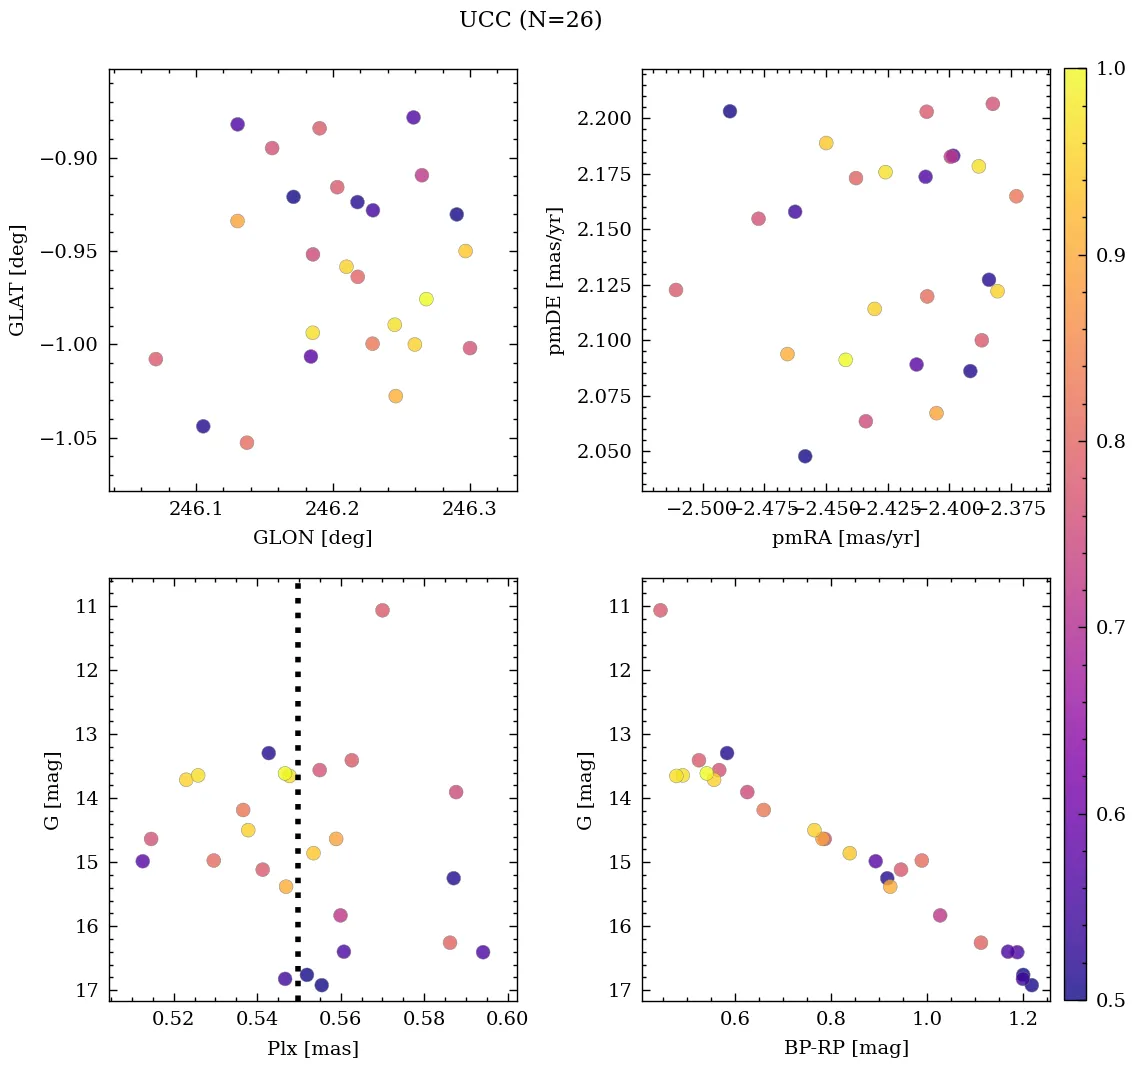 UCC (N=26)
−0.90
−0.95
−1.00
−1.05
GLAT [deg]
246.1 246.2 246.3
GLON [deg]
2.200
2.175
2.150
2.125
2.100
2.075
2.050
pmDE [mas/yr]
−2.500 −2.475 −2.450 −2.425 −2.400 −2.375
pmRA [mas/yr]
1.0
0.9
0.8
0.7
0.6
0.5
11
12
13
14
15
16
17
G [mag]
0.52 0.54 0.56 0.58 0.60
Plx [mas]
11
12
13
14
15
16
17
G [mag]
0.6 0.8 1.0 1.2
BP-RP [mag]